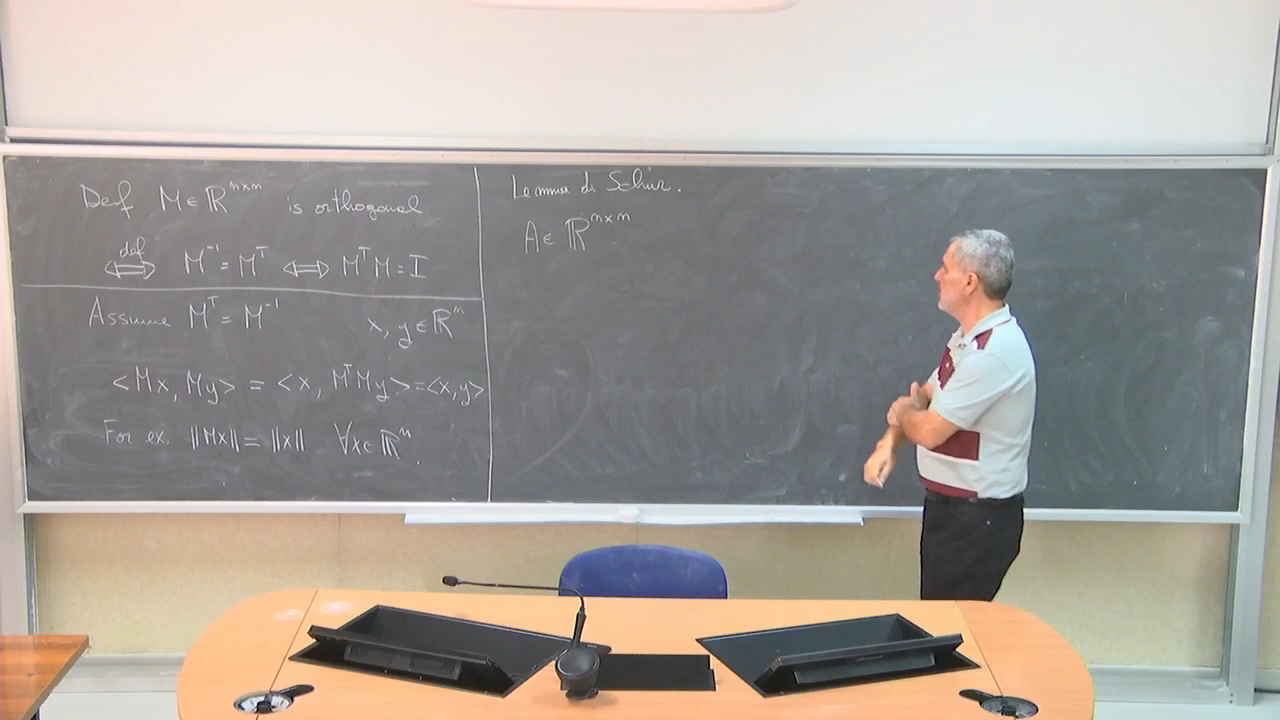 Def M ∈ ℝⁿˣⁿ is orthogonal
def ⟺ M⁻¹ = Mᵀ ⟺ MᵀM = I
Assume Mᵀ = M⁻¹ x, y ∈ ℝⁿ
<Mx, My> = <x, MᵀMy> = <x,y>
For ex. ||Mx|| = ||x|| ∀x∈ℝⁿ.
Lemma di Schur.
A ∈ ℝⁿˣⁿ